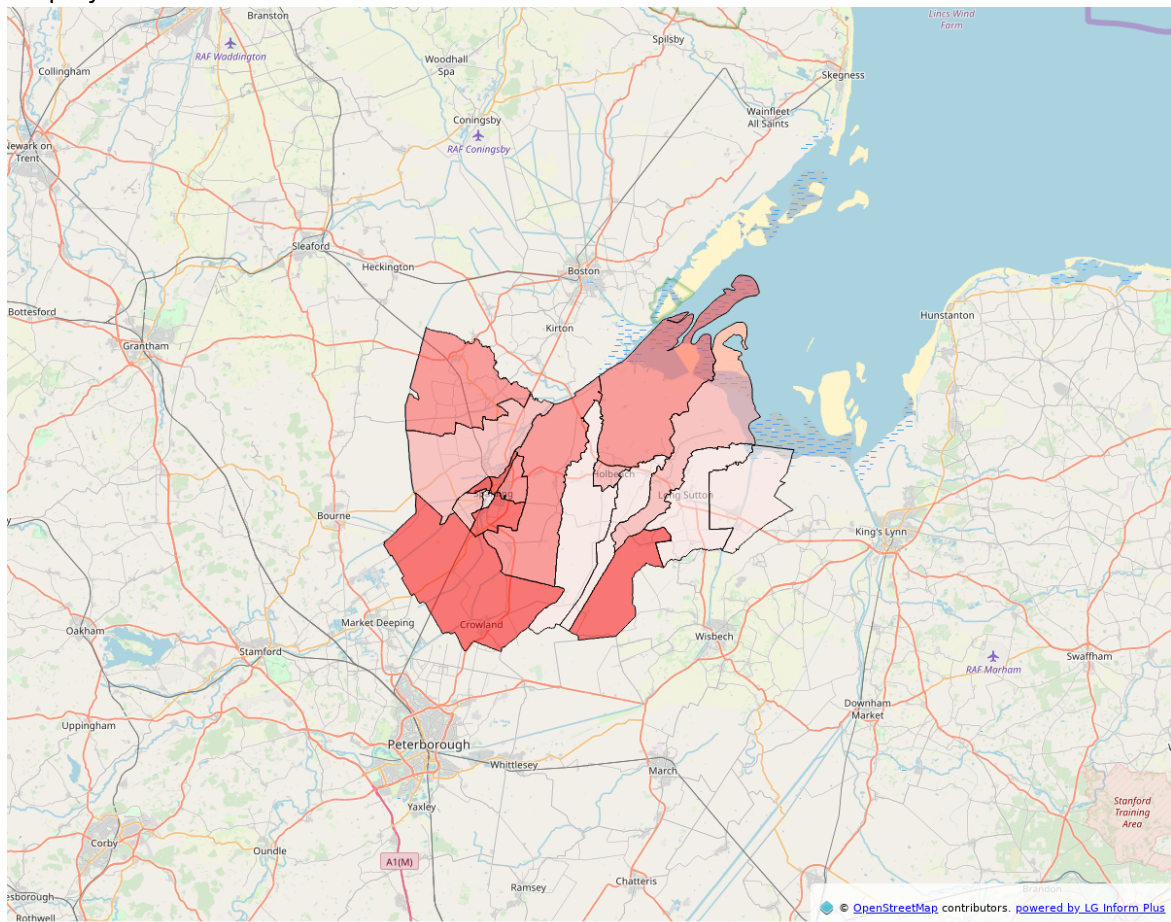 Branston
Lincs Wind
Farm
RAF Waddington
Spilsby
Collingham
Woodhall
Spa
Skegness
Coningsby
Wainfleet
All Saints
RAF Coningsby
Newark on
Trent
Sleaford
Heckington
Boston
Bottesford
Hunstanton
Kirton
Grantham
Holbeach
Long Sutton
Bourne
King's Lynn
Crowland
Market Deeping
Oakham
Wisbech
Stamford
Swaffham
RAF Marham
Downham
Market
Uppingham
Peterborough
Whittlesey
March
Yaxley
Stanford
Training
Area
Corby
Oundle
A1(M)
Chatteris
Ramsey
Brandon
Rothwell
© OpenStreetMap contributors. powered by LG Inform Plus